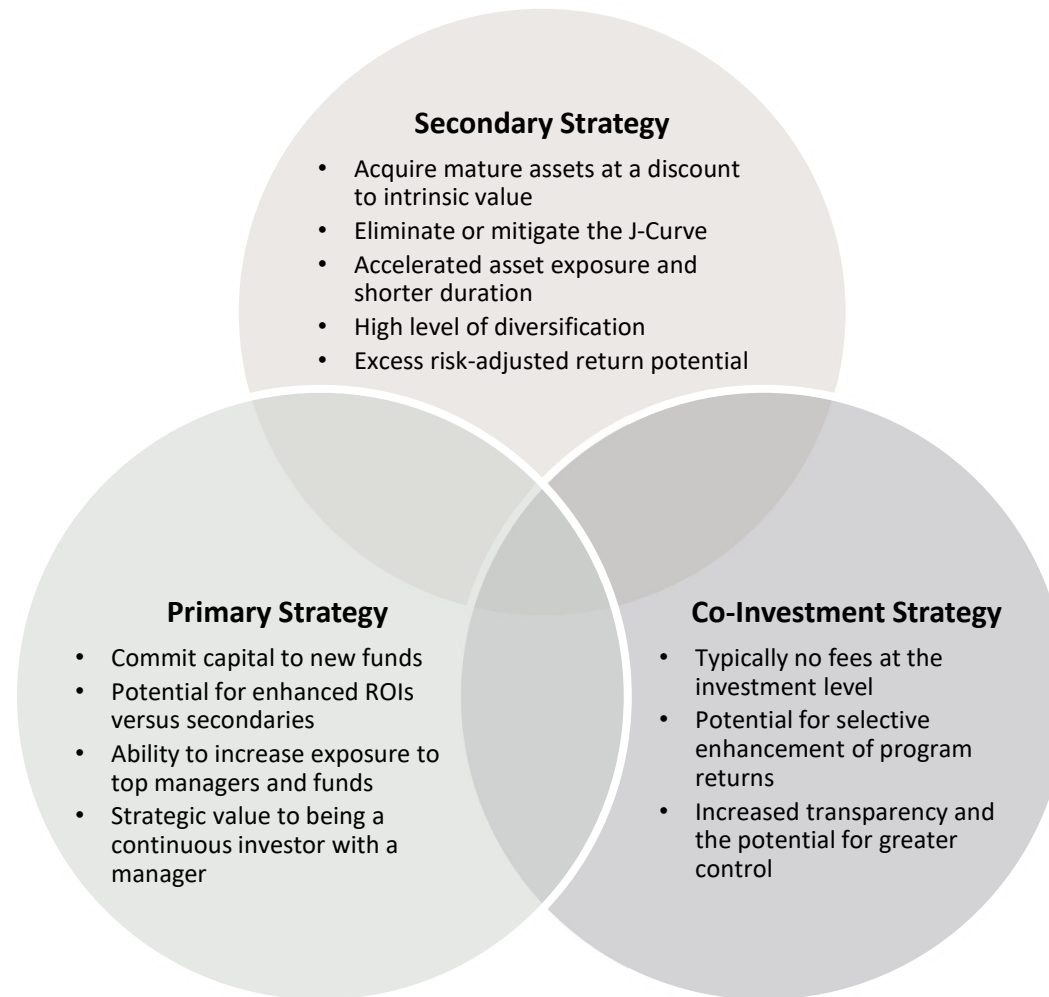 Secondary Strategy
• Acquire mature assets at a discount
to intrinsic value
• Eliminate or mitigate the J-Curve
• Accelerated asset exposure and
shorter duration
• High level of diversification
• Excess risk-adjusted return potential
Primary Strategy
• Commit capital to new funds
• Potential for enhanced ROIs
versus secondaries
• Ability to increase exposure to
top managers and funds
• Strategic value to being a
continuous investor with a
manager
Co-Investment Strategy
• Typically no fees at the
investment level
• Potential for selective
enhancement of program
returns
• Increased transparency and
the potential for greater
control